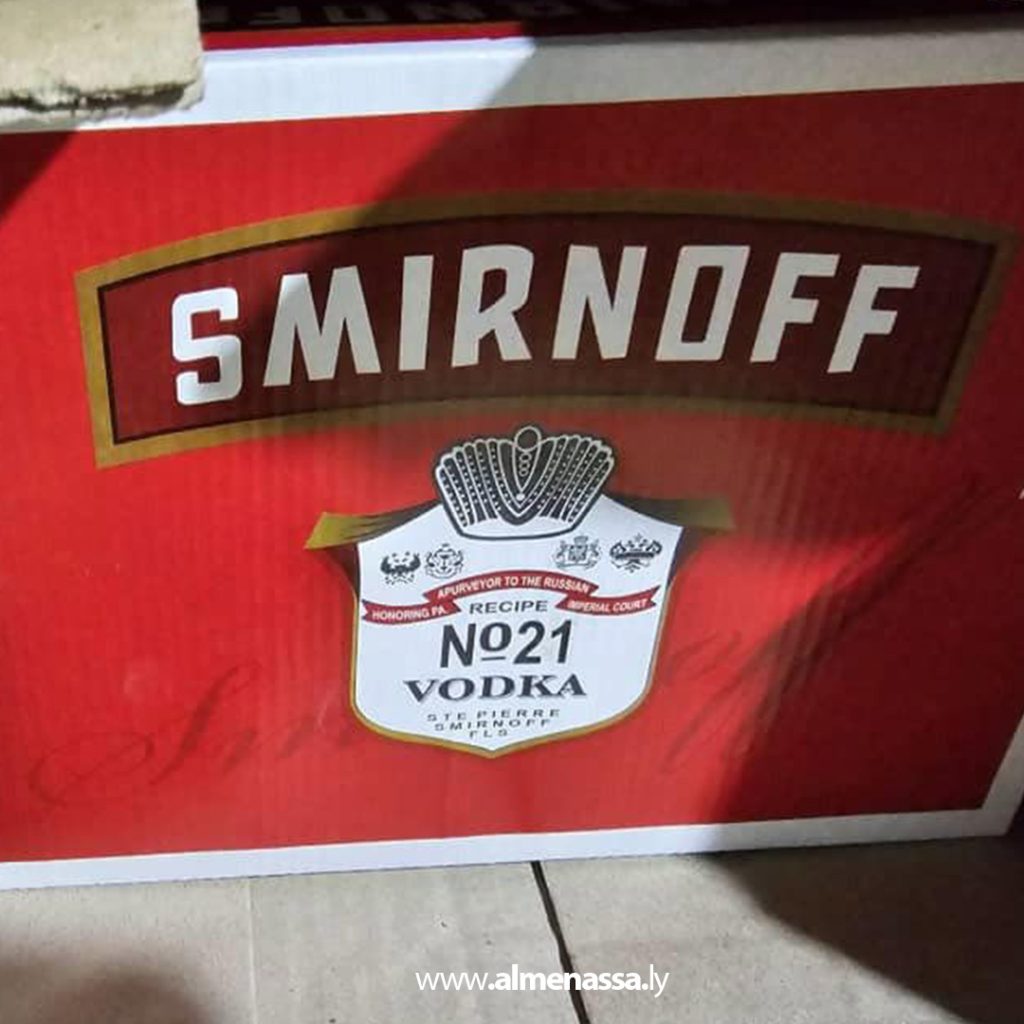 SMIRNOFF
APURVEYOR TO THE RUSSIAN
HONORING PA. IMPERIAL COURT
RECIPE
Nº21
VODKA
STE PIERRE
SMIRNOFF
FLS
www.almenassa.ly